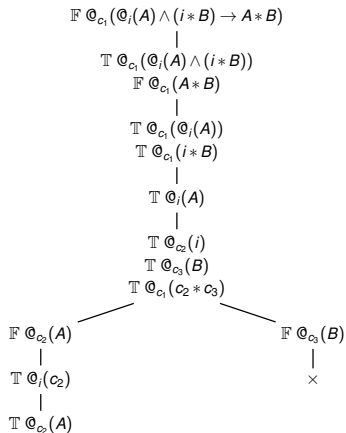 𝔽 @c₁(@i(A) ∧ (i ∗ B) → A ∗ B)
𝕋 @c₁(@i(A) ∧ (i ∗ B))
𝔽 @c₁(A ∗ B)
𝕋 @c₁(@i(A))
𝕋 @c₁(i ∗ B)
𝕋 @i(A)
𝕋 @c₂(i)
𝕋 @c₃(B)
𝕋 @c₁(c₂ ∗ c₃)
𝔽 @c₂(A) 𝔽 @c₃(B)
𝕋 @i(c₂) ×
𝕋 @c₂(A)